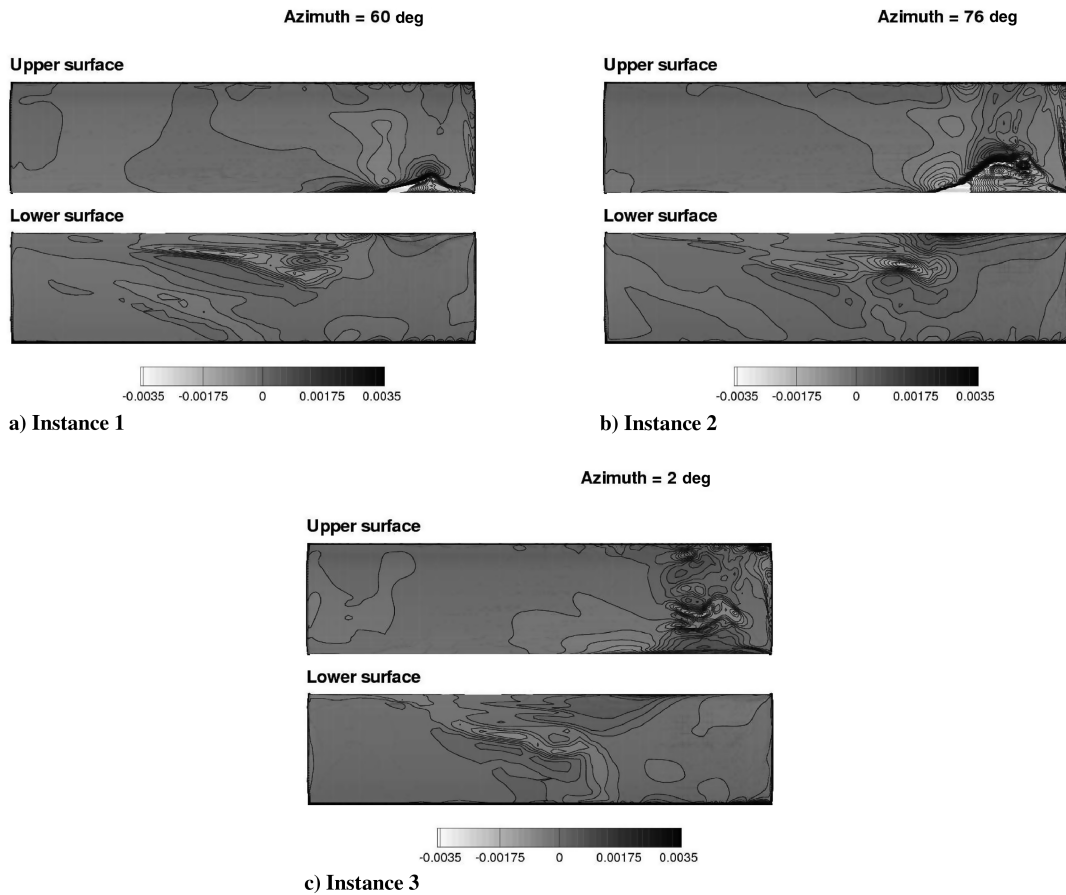 Azimuth = 60 deg
Upper surface
Lower surface
-0.0035 -0.00175 0 0.00175 0.0035
a) Instance 1
Azimuth = 76 deg
Upper surface
Lower surface
-0.0035 -0.00175 0 0.00175 0.0035
b) Instance 2
Azimuth = 2 deg
Upper surface
Lower surface
-0.0035 -0.00175 0 0.00175 0.0035
c) Instance 3